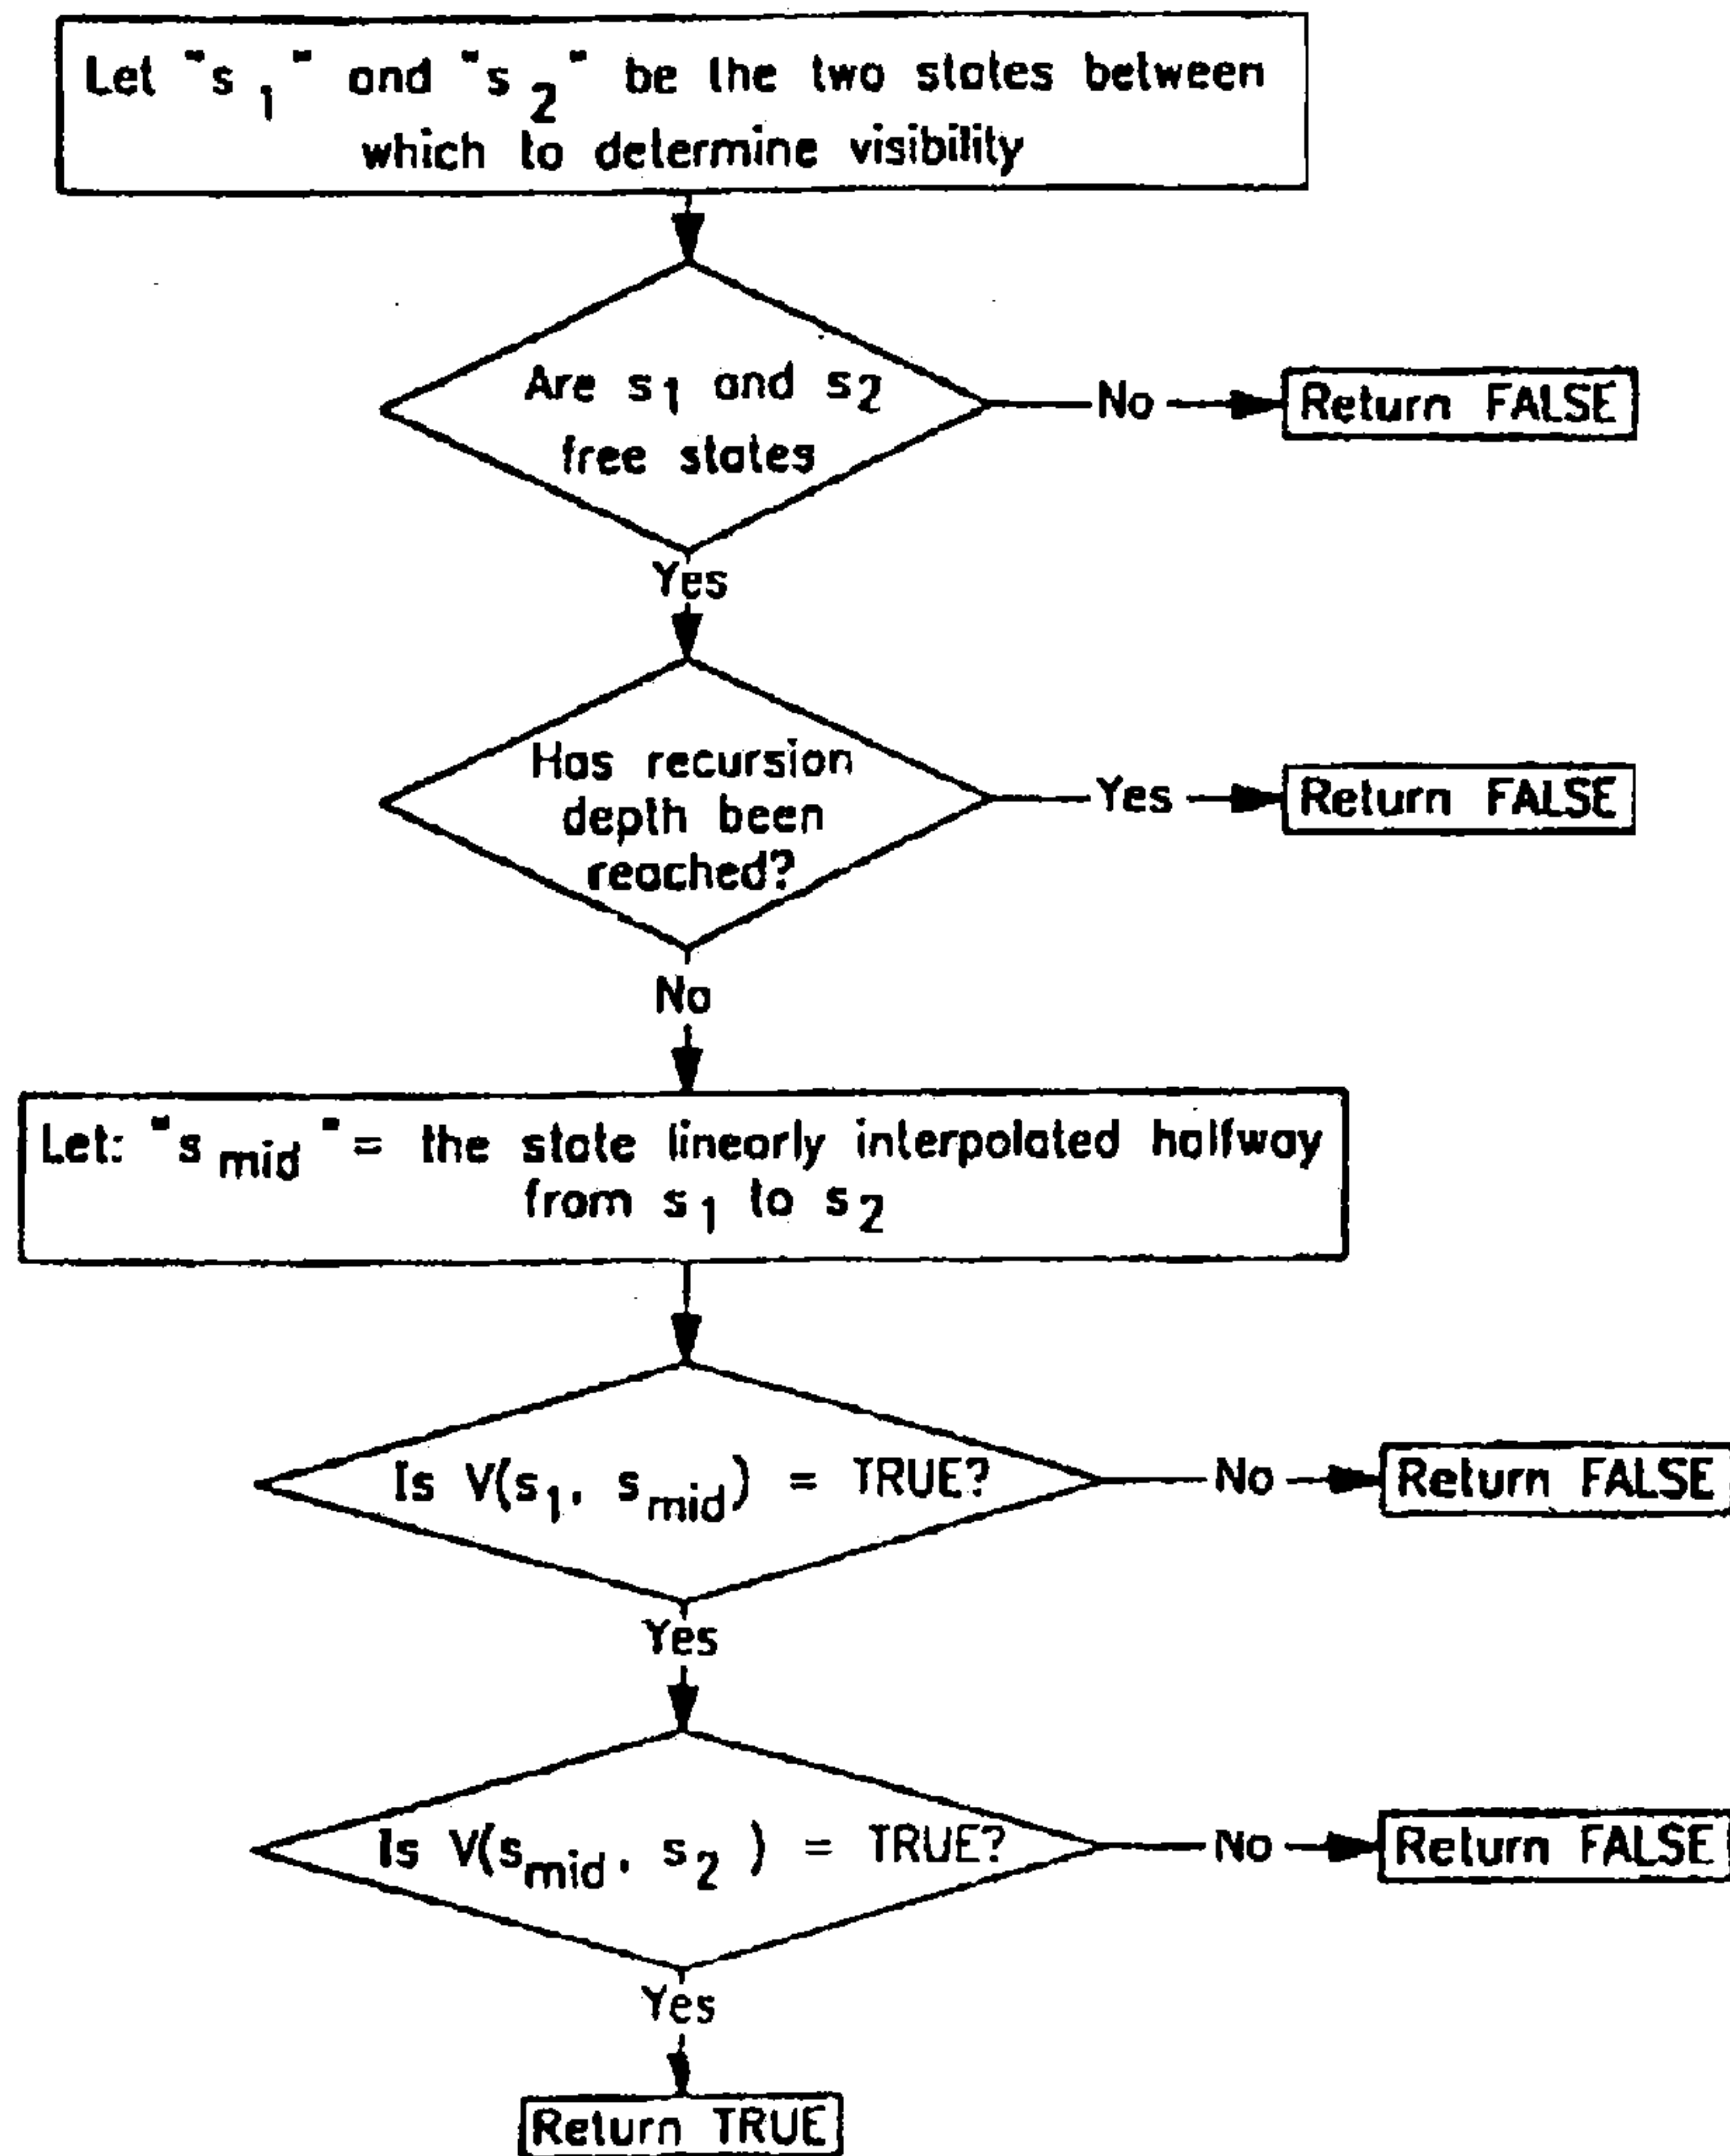 Let "s 1" and "s 2" be the two states between
which to determine visibility
Are s1 and s2
free states
No
Return FALSE
Yes
Has recursion
depth been
reached?
Yes
Return FALSE
No
Let: "s mid" = the state linearly interpolated halfway
from s1 to s2
Is V(s1, smid) = TRUE?
No
Return FALSE
Yes
Is V(smid, s2) = TRUE?
No
Return FALSE
Yes
Return TRUE